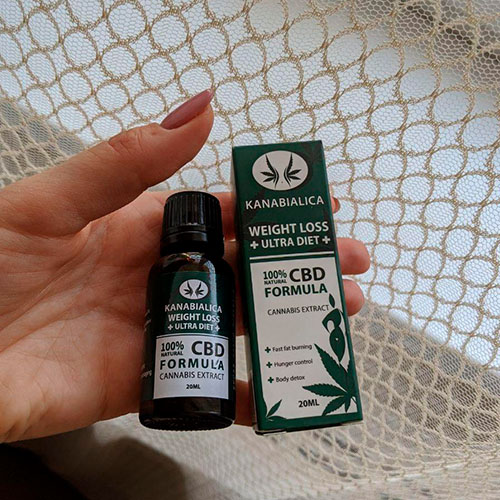 KANABIALICA
WEIGHT LOSS
+ ULTRA DIET +
100% NATURAL CBD
FORMULA
CANNABIS EXTRACT
20ML
KANABIALICA
WEIGHT LOSS
+ ULTRA DIET +
100% NATURAL CBD
FORMULA
CANNABIS EXTRACT
+ Fast fat burning
+ Hunger control
+ Body detox
20ML